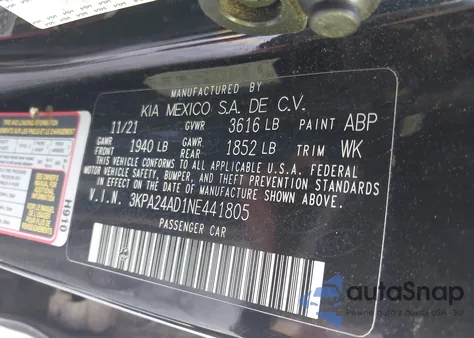 MANUFACTURED BY
KIA MEXICO S.A. DE C.V.
11/21 GVWR 3616 LB PAINT ABP
GAWR FRONT 1940 LB GAWR REAR 1852 LB TRIM WK
THIS VEHICLE CONFORMS TO ALL APPLICABLE U.S.A. FEDERAL
MOTOR VEHICLE SAFETY, BUMPER, AND THEFT PREVENTION STANDARDS
IN EFFECT ON THE DATE OF MANUFACTURE SHOWN ABOVE.
V.I.N. 3KPA24AD1NE441805
PASSENGER CAR
H910
autoSnap